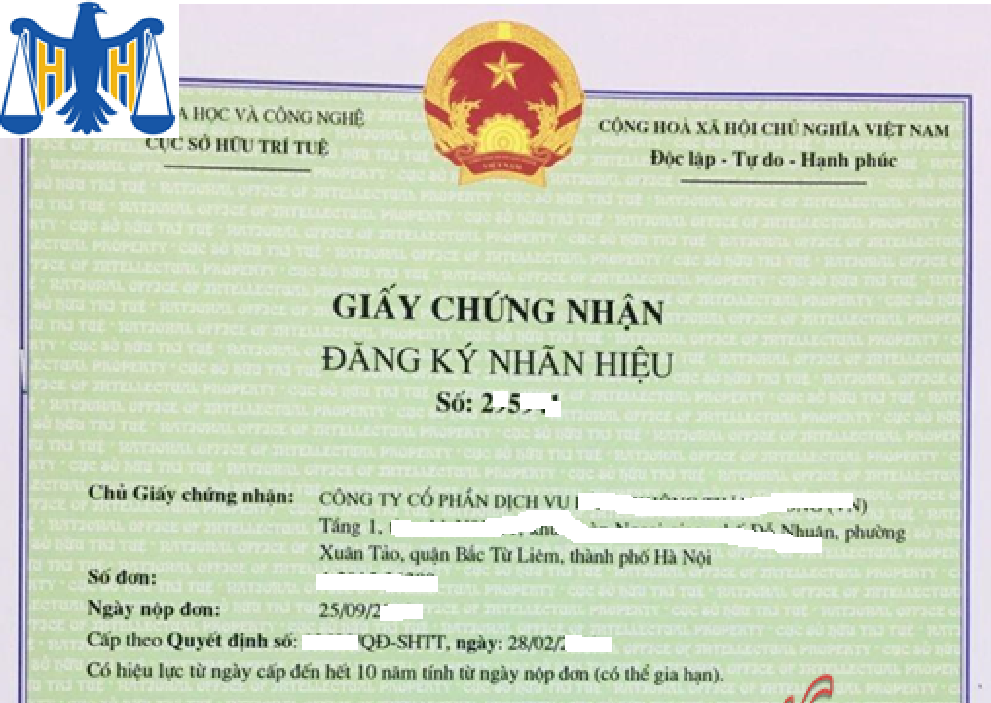 H H
A HỌC VÀ CÔNG NGHỆ
CỤC SỞ HỮU TRÍ TUỆ
CỘNG HOÀ XÃ HỘI CHỦ NGHĨA VIỆT NAM
Độc lập - Tự do - Hạnh phúc
VIỆT NAM
GIẤY CHỨNG NHẬN
ĐĂNG KÝ NHÃN HIỆU
Số:
Chủ Giấy chứng nhận: CÔNG TY CỔ PHẦN DỊCH VỤ (VN)
Tầng 1, Đỗ Nhuận, phường
Xuân Tảo, quận Bắc Từ Liêm, thành phố Hà Nội
Số đơn:
Ngày nộp đơn: 25/09/
Cấp theo Quyết định số: /QĐ-SHTT, ngày: 28/02/
Có hiệu lực từ ngày cấp đến hết 10 năm tính từ ngày nộp đơn (có thể gia hạn).